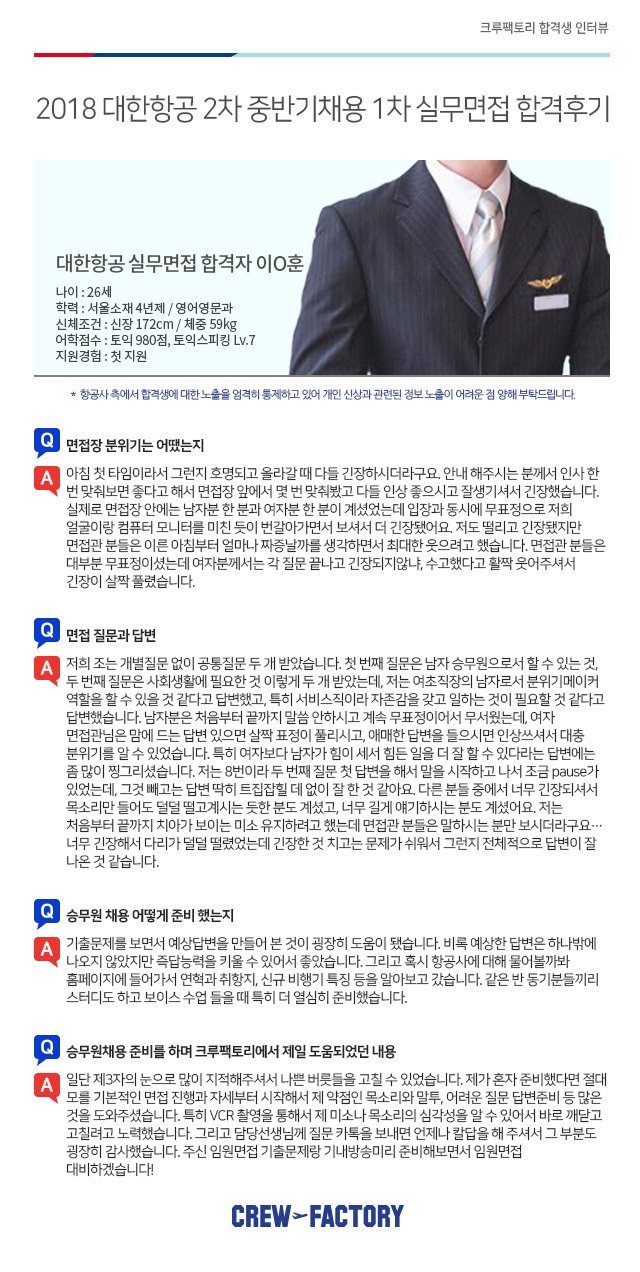 크루팩토리 합격생 인터뷰
2018 대한항공 2차 중반기채용 1차 실무면접 합격후기
대한항공 실무면접 합격자 이O훈
나이 : 26세
학력 : 서울소재 4년제 / 영어영문과
신체조건 : 신장 172cm / 체중 59kg
어학점수 : 토익 980점, 토익스피킹 Lv.7
지원경험 : 첫 지원
* 항공사 측에서 합격생에 대한 노출을 엄격히 통제하고 있어 개인 신상과 관련된 정보 노출이 어려운 점 양해 부탁드립니다.
Q 면접장 분위기는 어땠는지
A 아침 첫 타임이라서 그런지 호명되고 올라갈 때 다들 긴장하시더라구요. 안내 해주시는 분께서 인사 한
번 맞춰보면 좋다고 해서 면접장 앞에서 몇 번 맞춰봤고 다들 인상 좋으시고 잘생기셔서 긴장했습니다.
실제로 면접장 안에는 남자분 한 분과 여자분 한 분이 계셨었는데 입장과 동시에 무표정으로 저희
얼굴이랑 컴퓨터 모니터를 미친 듯이 번갈아가면서 보셔서 더 긴장됐어요. 저도 떨리고 긴장됐지만
면접관 분들은 이른 아침부터 얼마나 짜증날까를 생각하면서 최대한 웃으려고 했습니다. 면접관 분들은
대부분 무표정이셨는데 여자분께서는 각 질문 끝나고 긴장되지않냐, 수고했다고 활짝 웃어주셔서
긴장이 살짝 풀렸습니다.
Q 면접 질문과 답변
A 저희 조는 개별질문 없이 공통질문 두 개 받았습니다. 첫 번째 질문은 남자 승무원으로서 할 수 있는 것,
두 번째 질문은 사회생활에 필요한 것 이렇게 두 개 받았는데, 저는 여초직장의 남자로서 분위기메이커
역할을 할 수 있을 것 같다고 답변했고, 특히 서비스직이라 자존감을 갖고 일하는 것이 필요할 것 같다고
답변했습니다. 남자분은 처음부터 끝까지 말씀 안하시고 계속 무표정이어서 무서웠는데, 여자
면접관님은 맘에 드는 답변 있으면 살짝 표정이 풀리시고, 애매한 답변을 들으시면 인상쓰셔서 대충
분위기를 알 수 있었습니다. 특히 여자보다 남자가 힘이 세서 힘든 일을 더 잘 할 수 있다라는 답변에는
좀 많이 찡그리셨습니다. 저는 8번이라 두 번째 질문 첫 답변을 해서 말을 시작하고 나서 조금 pause가
있었는데, 그것 빼고는 답변 딱히 트집잡힐 데 없이 잘 한 것 같아요. 다른 분들 중에서 너무 긴장되셔서
목소리만 들어도 덜덜 떨고계시는 듯한 분도 계셨고, 너무 길게 얘기하시는 분도 계셨어요. 저는
처음부터 끝까지 치아가 보이는 미소 유지하려고 했는데 면접관 분들은 말하시는 분만 보시더라구요…
너무 긴장해서 다리가 덜덜 떨렸었는데 긴장한 것 치고는 문제가 쉬워서 그런지 전체적으로 답변이 잘
나온 것 같습니다.
Q 승무원 채용 어떻게 준비 했는지
A 기출문제를 보면서 예상답변을 만들어 본 것이 굉장히 도움이 됐습니다. 비록 예상한 답변은 하나밖에
나오지 않았지만 즉답능력을 키울 수 있어서 좋았습니다. 그리고 혹시 항공사에 대해 물어볼까봐
홈페이지에 들어가서 연혁과 취항지, 신규 비행기 특징 등을 알아보고 갔습니다. 같은 반 동기분들끼리
스터디도 하고 보이스 수업 들을 때 특히 더 열심히 준비했습니다.
Q 승무원채용 준비를 하며 크루팩토리에서 제일 도움되었던 내용
A 일단 제3자의 눈으로 많이 지적해주셔서 나쁜 버릇들을 고칠 수 있었습니다. 제가 혼자 준비했다면 절대
모를 기본적인 면접 진행과 자세부터 시작해서 제 약점인 목소리와 말투, 어려운 질문 답변준비 등 많은
것을 도와주셨습니다. 특히 VCR 촬영을 통해서 제 미소나 목소리의 심각성을 알 수 있어서 바로 깨닫고
고칠려고 노력했습니다. 그리고 담당선생님께 질문 카톡을 보내면 언제나 칼답을 해 주셔서 그 부분도
굉장히 감사했습니다. 주신 임원면접 기출문제랑 기내방송미리 준비해보면서 임원면접
대비하겠습니다!
CREW FACTORY